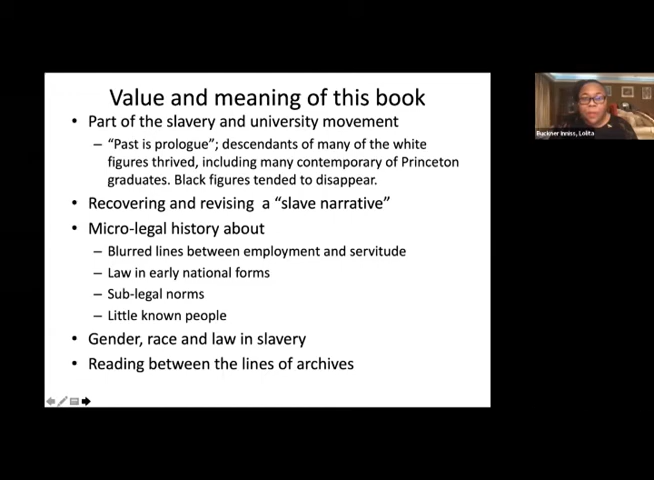 Value and meaning of this book
• Part of the slavery and university movement
– “Past is prologue”; descendants of many of the white
figures thrived, including many contemporary of Princeton
graduates. Black figures tended to disappear.
• Recovering and revising a “slave narrative”
• Micro-legal history about
– Blurred lines between employment and servitude
– Law in early national forms
– Sub-legal norms
– Little known people
• Gender, race and law in slavery
• Reading between the lines of archives
Buckner Inniss, Lolita